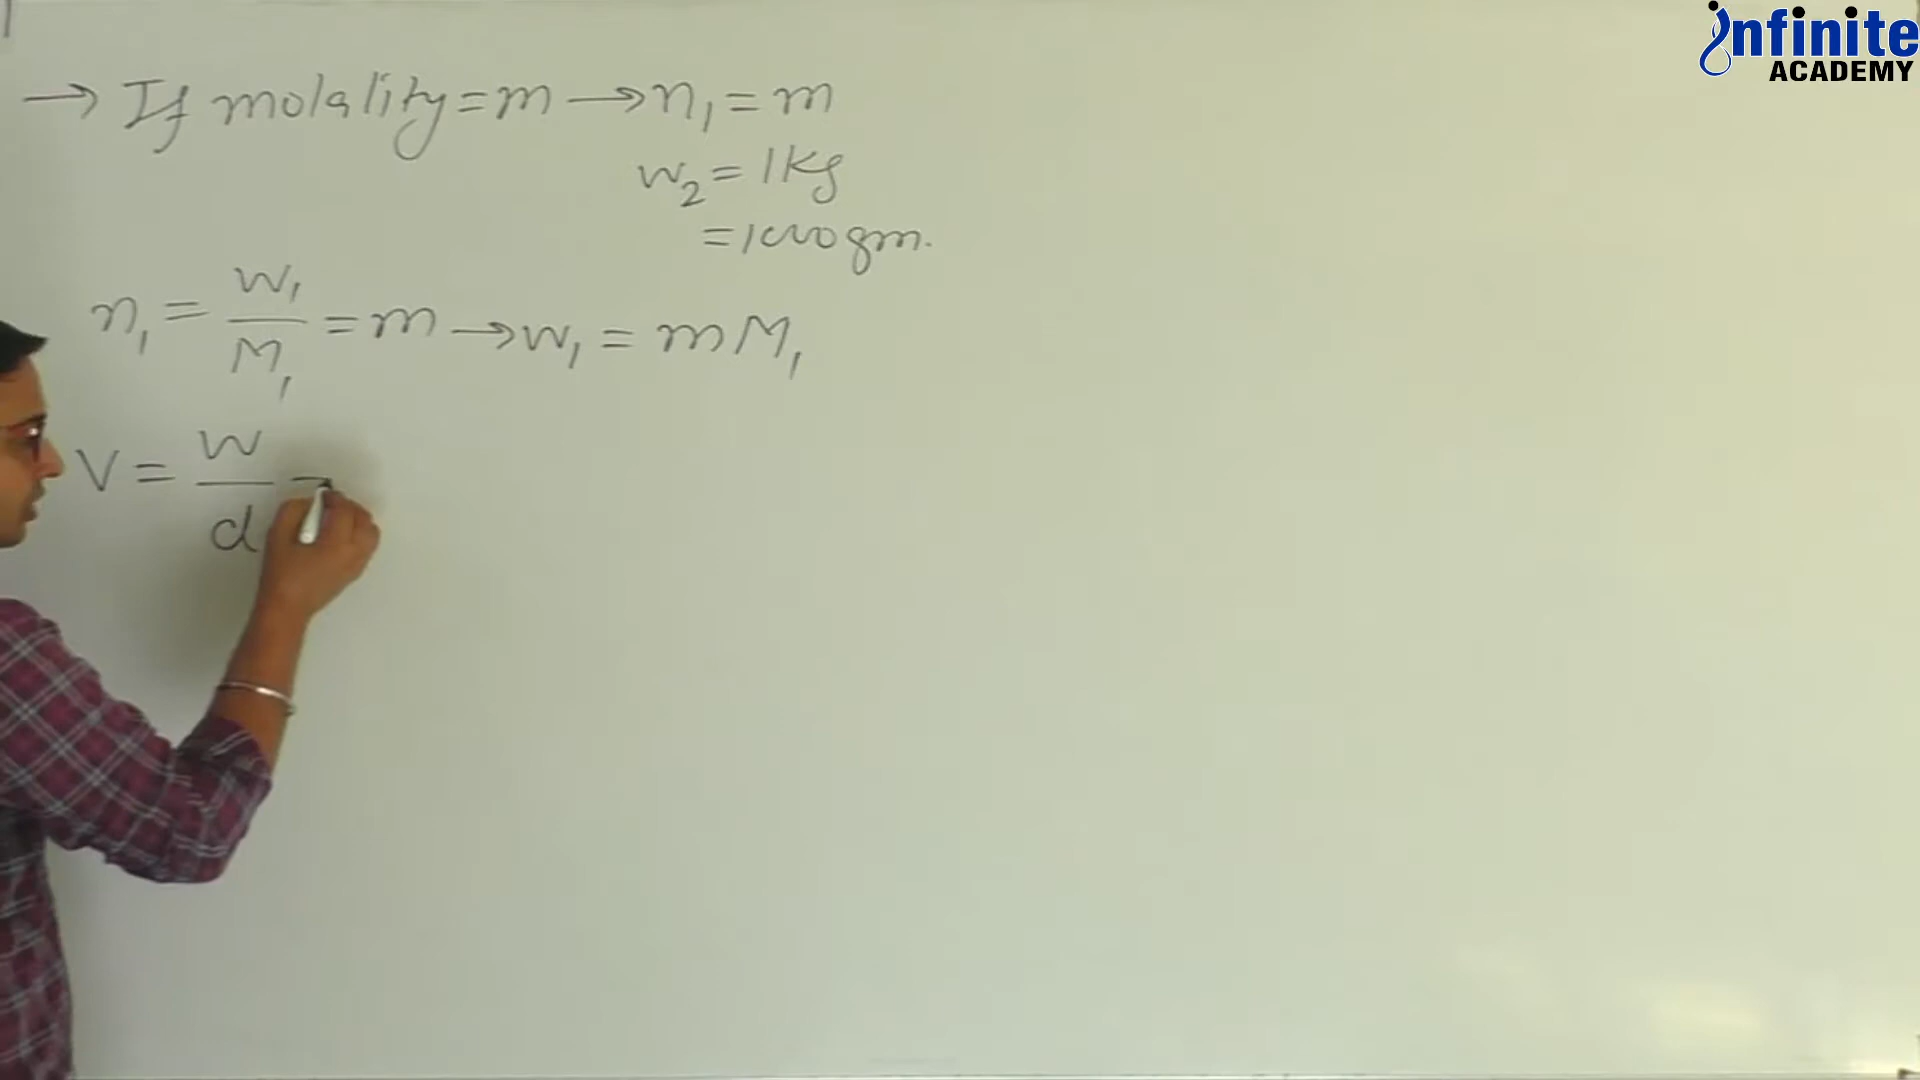 infinite
ACADEMY
→ If molality = m → n₁ = m
w₂ = 1kg
= 1000 gm.
n₁ = w₁/M₁ = m → w₁ = m M₁
V = w/d =